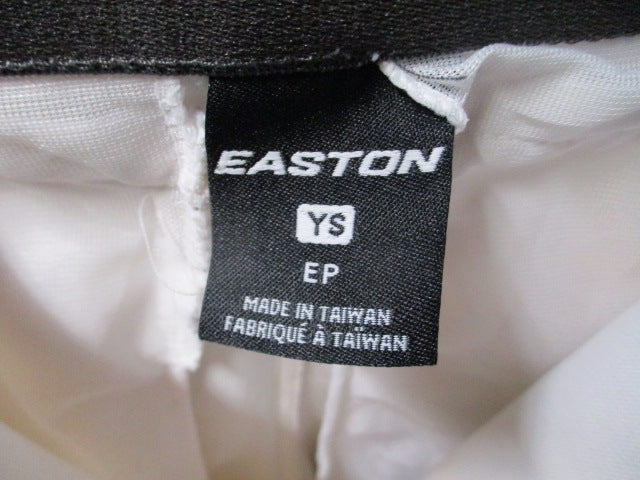 EASTON
YS
EP
MADE IN TAIWAN
FABRIQUÉ À TAÏWAN